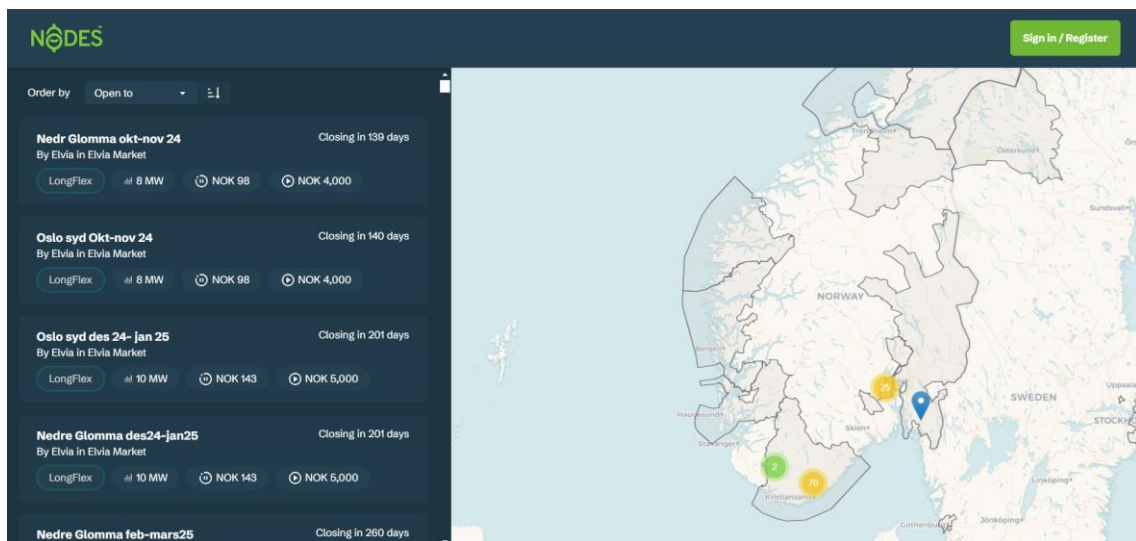 NODES
Sign in / Register
Order by Open to
Nedr Glomma okt-nov 24 Closing in 139 days
By Elvia in Elvia Market
LongFlex 8 MW NOK 98 NOK 4,000
Oslo syd Okt-nov 24 Closing in 140 days
By Elvia in Elvia Market
LongFlex 8 MW NOK 98 NOK 4,000
Oslo syd des 24- jan 25 Closing in 201 days
By Elvia in Elvia Market
LongFlex 10 MW NOK 143 NOK 5,000
Nedre Glomma des24-jan25 Closing in 201 days
By Elvia in Elvia Market
LongFlex 10 MW NOK 143 NOK 5,000
Nedre Glomma feb-mars25 Closing in 260 days
Trondheim
Östersund
Sundsvall
NORWAY
Bergen
25
SWEDEN
Uppsala
Haugesund
STOCKH
Skien
Stavanger
2
70
Kristiansand
Linköping
Gothenburg
Jönköping